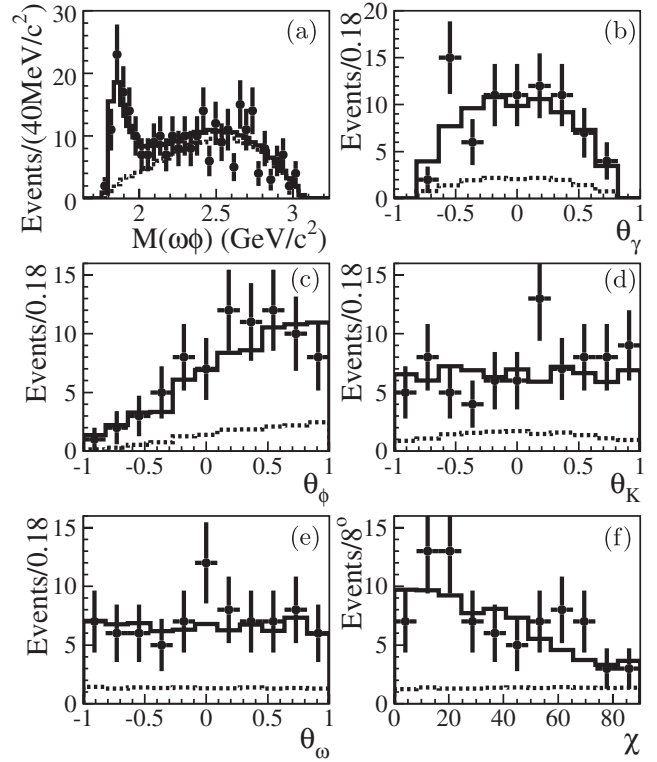 (a)
Events/(40MeV/c²)
30
20
10
0
2
2.5
3
M(ωϕ) (GeV/c²)
(b)
Events/0.18
20
15
10
5
0
-1
-0.5
0
0.5
1
θγ
(c)
Events/0.18
15
10
5
0
-1
-0.5
0
0.5
1
θϕ
(d)
Events/0.18
15
10
5
0
-1
-0.5
0
0.5
1
θK
(e)
Events/0.18
15
10
5
0
-1
-0.5
0
0.5
1
θω
(f)
Events/8°
15
10
5
0
0
20
40
60
80
χ